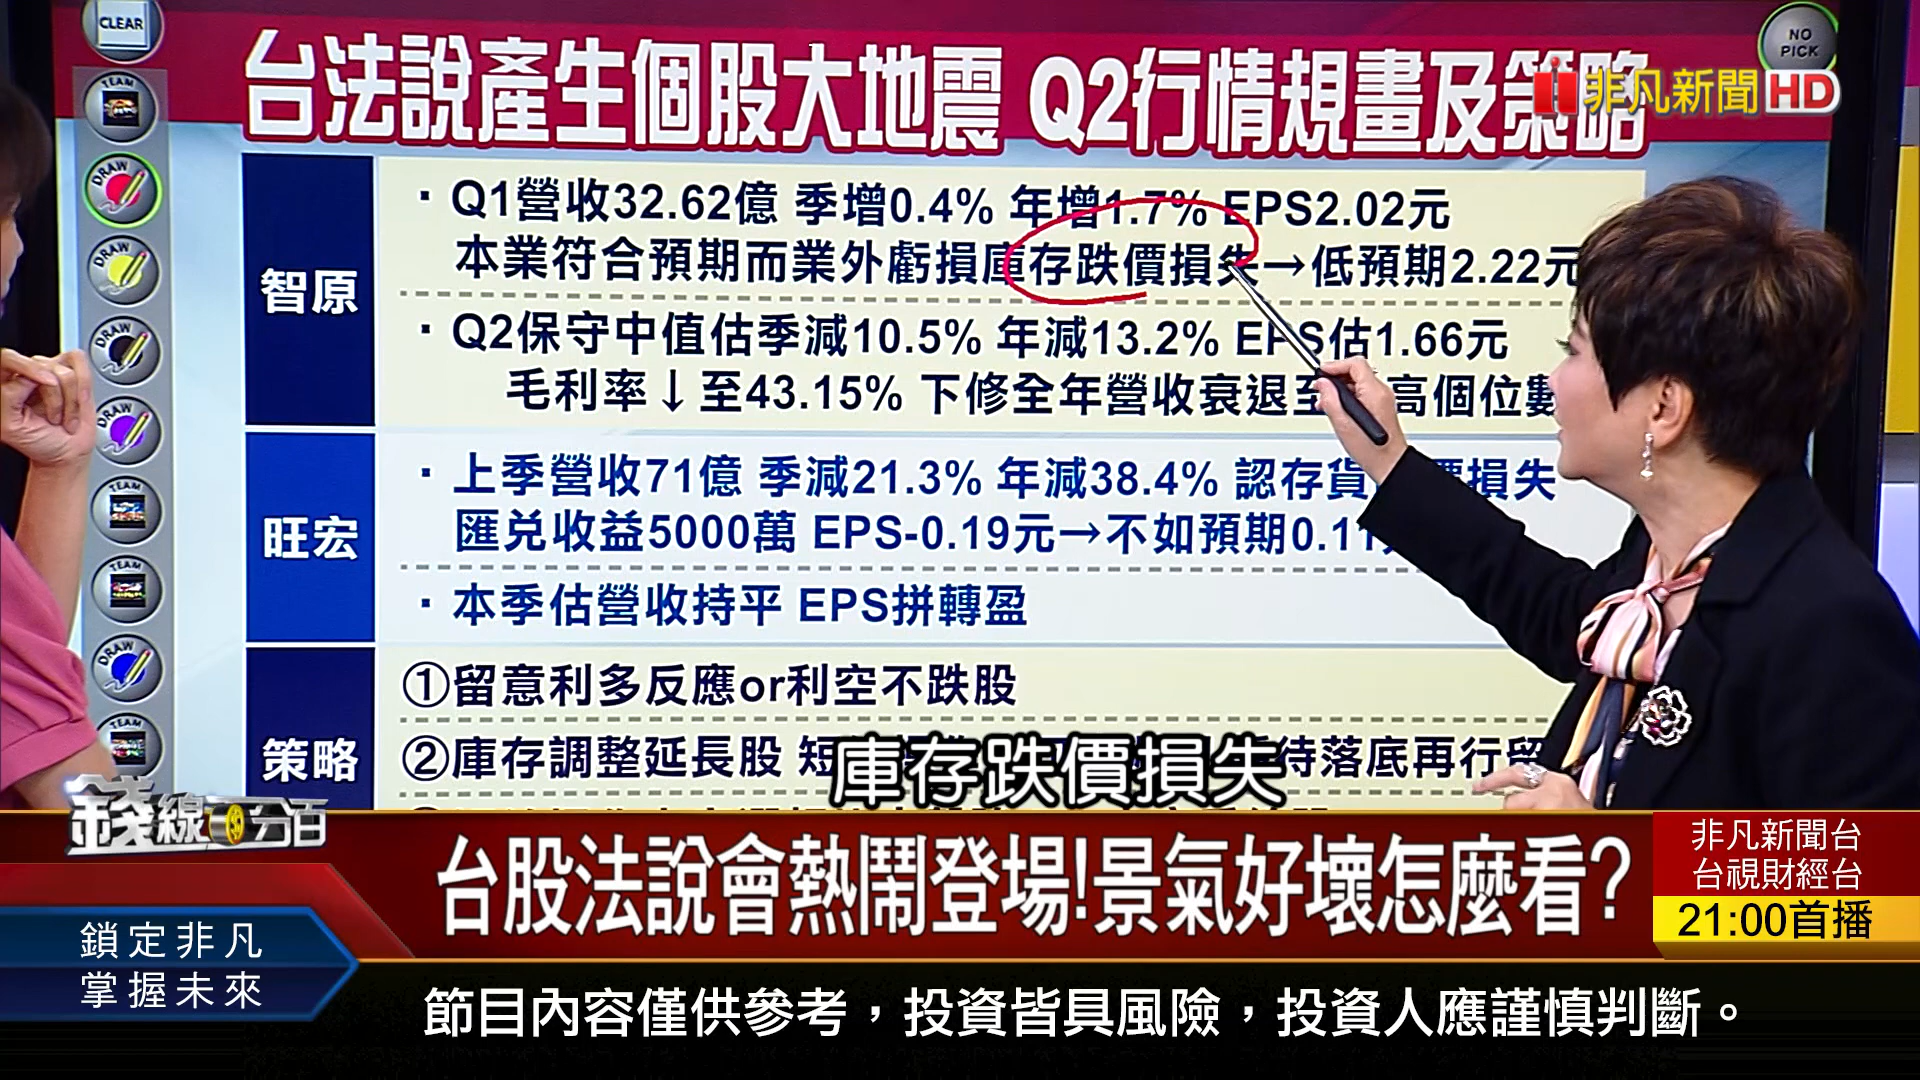 CLEAR
NO
PICK
台法說產生個股大地震 Q2行情規畫及策略
非凡新聞HD
TEAM
DRAW
DRAW
DRAW
DRAW
TEAM
TEAM
DRAW
TEAM
智原
·Q1營收32.62億 季增0.4% 年增1.7% EPS2.02元
本業符合預期而業外虧損庫存跌價損失→低預期2.22元
·Q2保守中值估季減10.5% 年減13.2% EPS估1.66元
毛利率↓至43.15% 下修全年營收衰退至 高個位數
旺宏
·上季營收71億 季減21.3% 年減38.4% 認存貨 價損失
匯兌收益5000萬 EPS-0.19元→不如預期0.11
·本季估營收持平 EPS拼轉盈
策略
①留意利多反應or利空不跌股
②庫存調整延長股 短 待落底再行留
庫存跌價損失
錢線百分百
台股法說會熱鬧登場!景氣好壞怎麼看?
非凡新聞台
台視財經台
21:00首播
鎖定非凡
掌握未來
節目內容僅供參考，投資皆具風險，投資人應謹慎判斷。